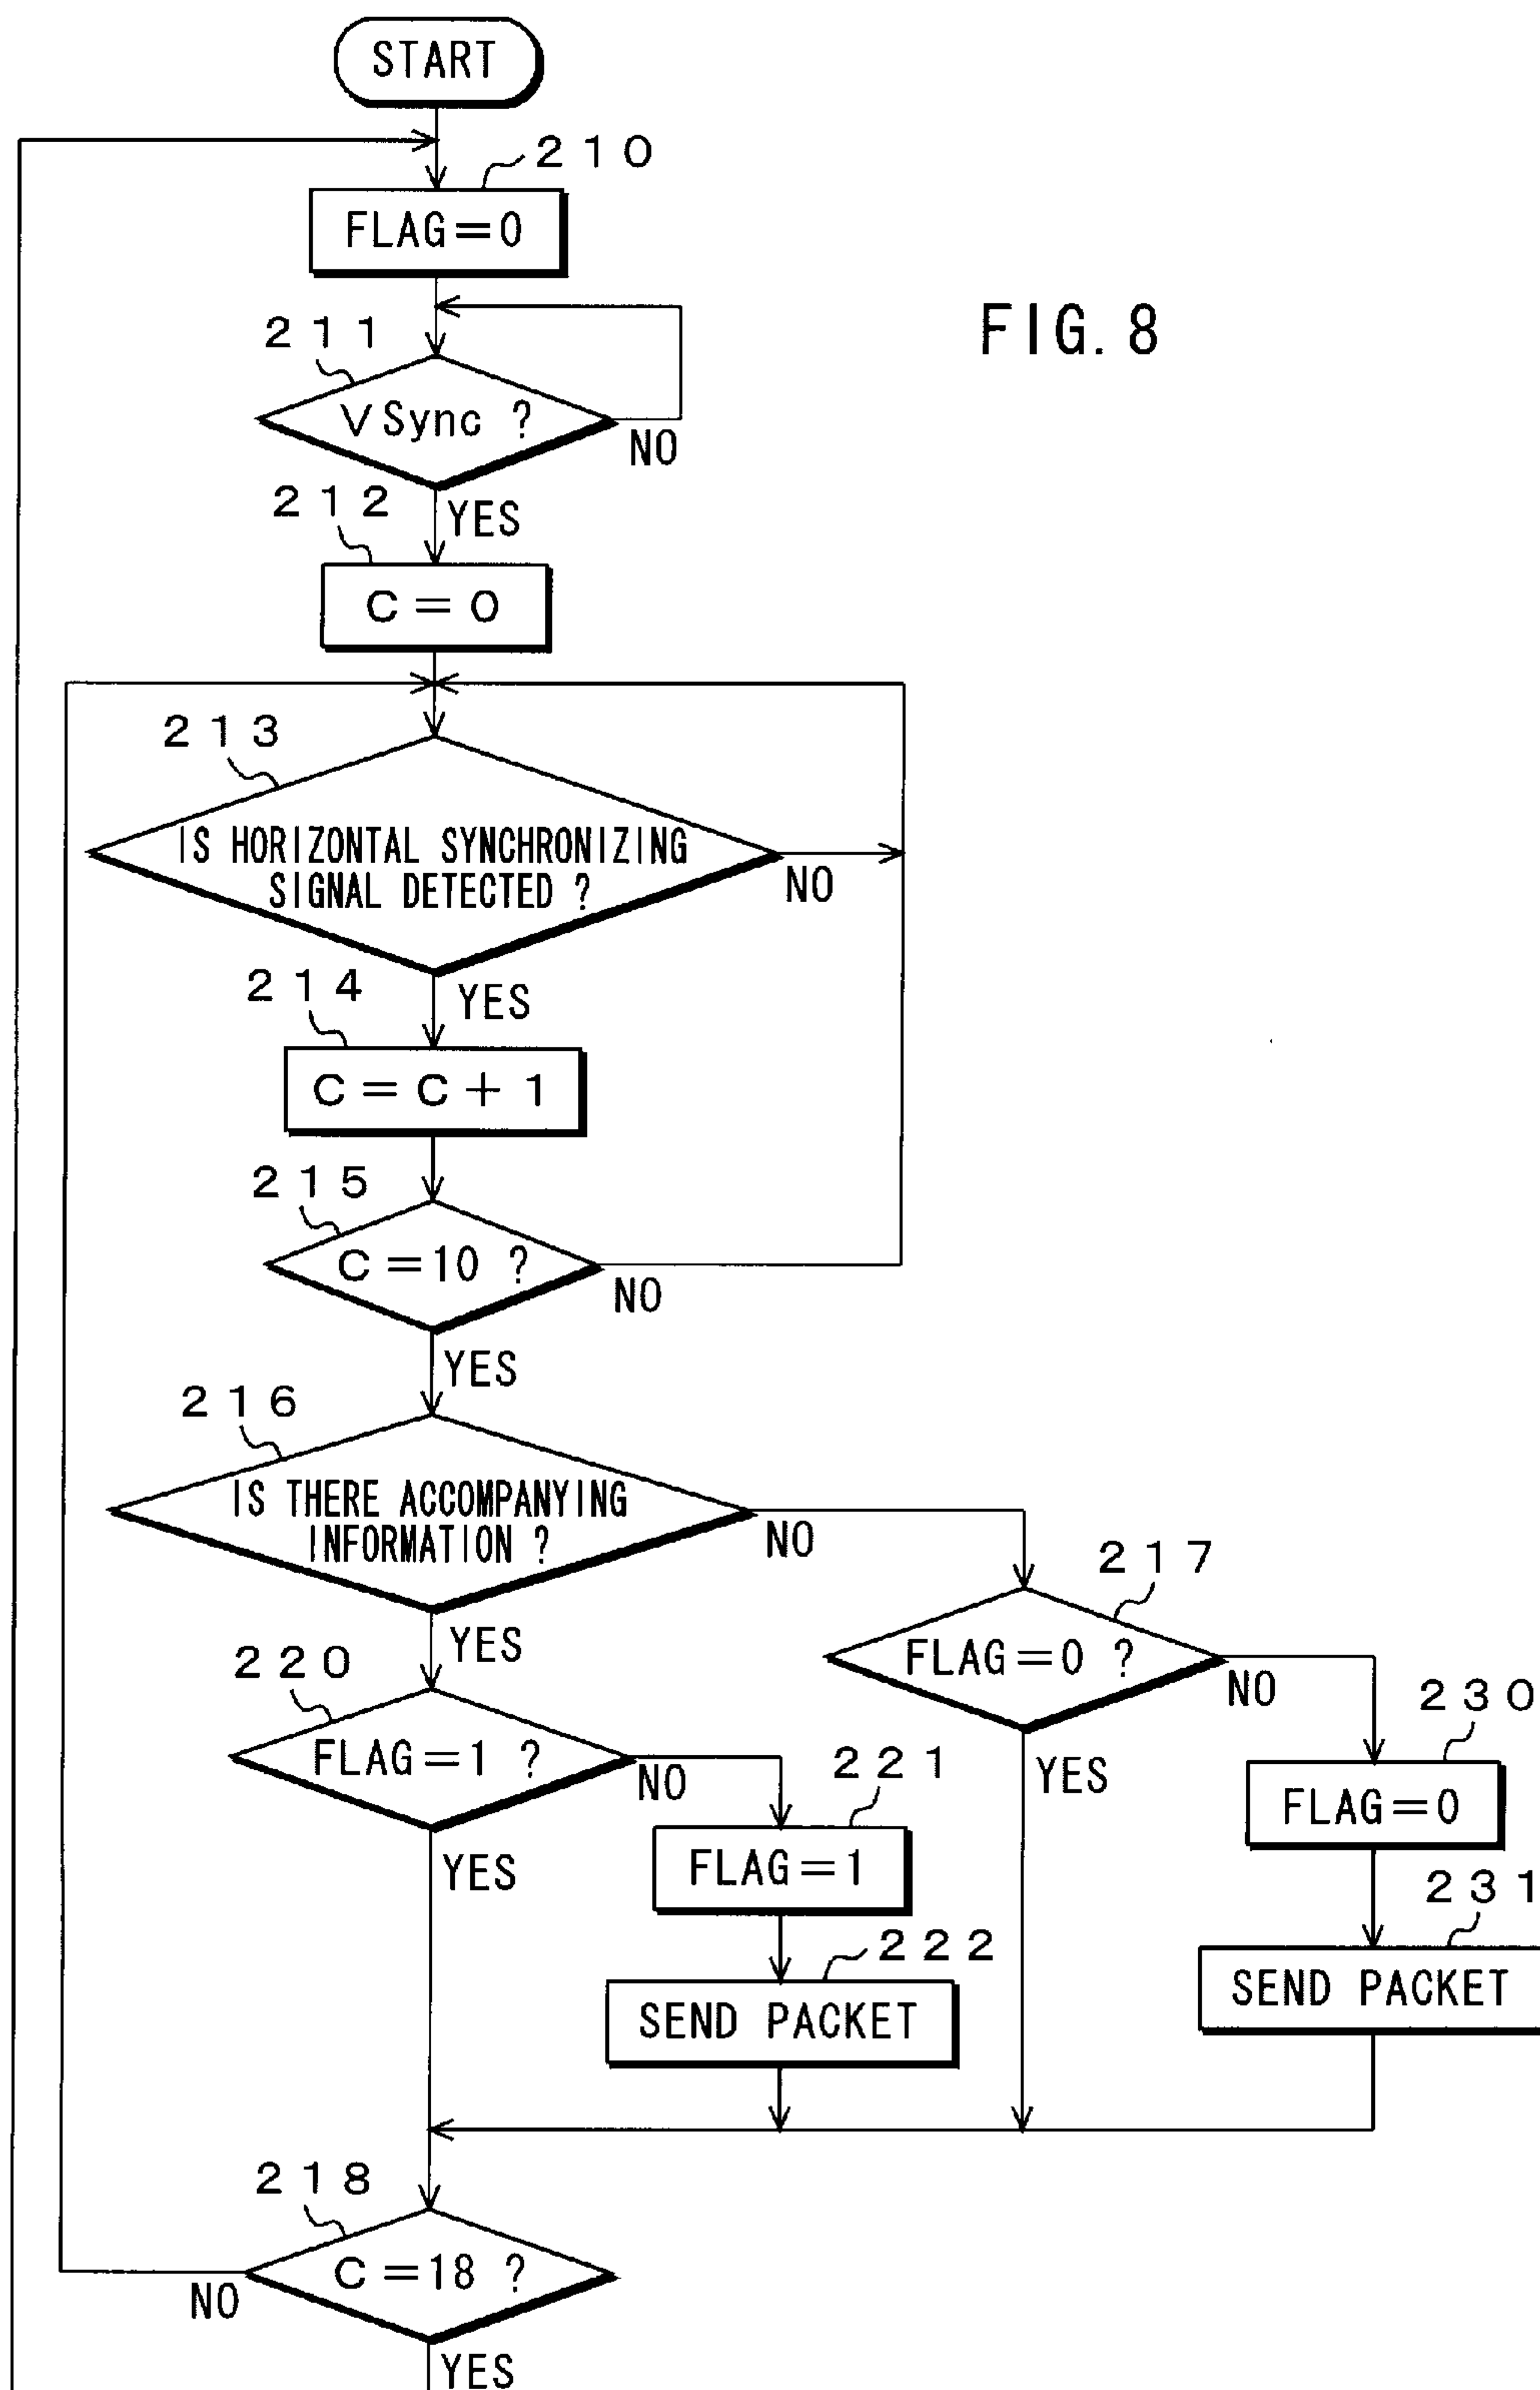 START
210
FLAG=0
FIG. 8
211
VSync ?
NO
YES
212
C=0
213
IS HORIZONTAL SYNCHRONIZING
SIGNAL DETECTED ?
NO
YES
214
C=C+1
215
C=10 ?
NO
YES
216
IS THERE ACCOMPANYING
INFORMATION ?
NO
YES
217
FLAG=0 ?
NO
YES
220
FLAG=1 ?
NO
YES
221
FLAG=1
222
SEND PACKET
230
FLAG=0
231
SEND PACKET
218
C=18 ?
NO
YES